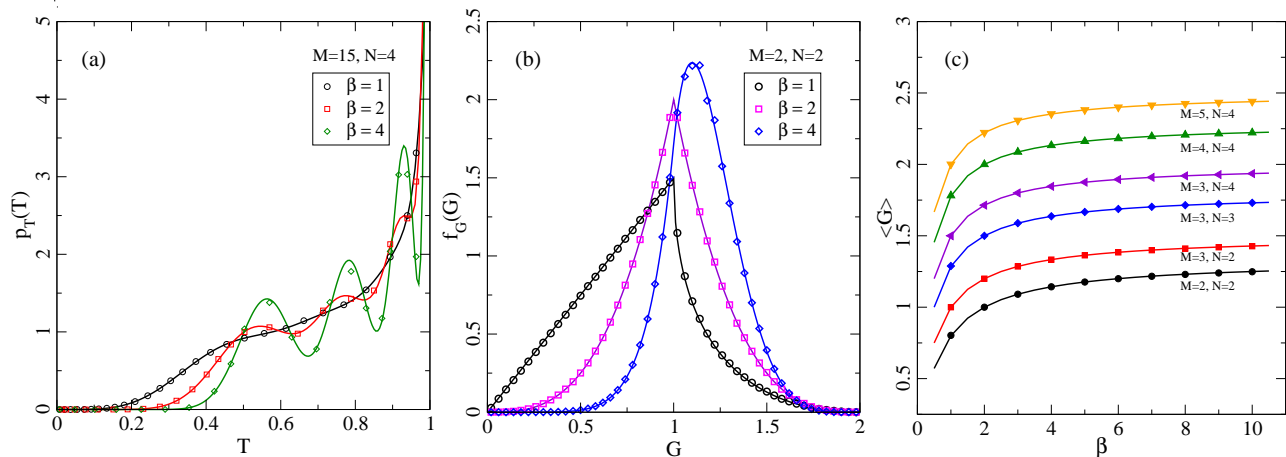 (a)
M=15, N=4
β = 1
β = 2
β = 4
p_T(T)
5
4
3
2
1
0
0 0.2 0.4 0.6 0.8 1
T
(b)
M=2, N=2
β = 1
β = 2
β = 4
f_G(G)
2
1.5
1
0.5
0
0 0.5 1 1.5 2
G
(c)
<G>
3
2.5
2
1.5
1
0.5
M=5, N=4
M=4, N=4
M=3, N=4
M=3, N=3
M=3, N=2
M=2, N=2
0 2 4 6 8 10
β